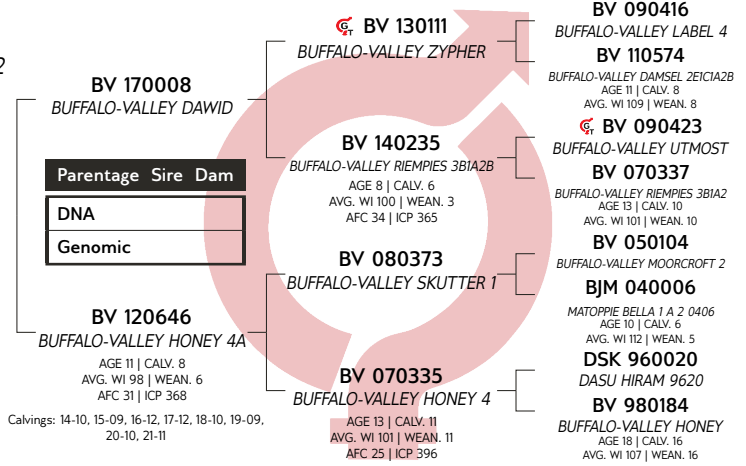 2
BV 170008
BUFFALO-VALLEY DAWID
Parentage Sire Dam
DNA
Genomic
BV 120646
BUFFALO-VALLEY HONEY 4A
AGE 11 | CALV. 8
AVG. WI 98 | WEAN. 6
AFC 31 | ICP 368
Calvings: 14-10, 15-09, 16-12, 17-12, 18-10, 19-09,
20-10, 21-11
GT BV 130111
BUFFALO-VALLEY ZYPHER
BV 140235
BUFFALO-VALLEY RIEMPIES 3B1A2B
AGE 8 | CALV. 6
AVG. WI 100 | WEAN. 3
AFC 34 | ICP 365
BV 080373
BUFFALO-VALLEY SKUTTER 1
BV 070335
BUFFALO-VALLEY HONEY 4
AGE 13 | CALV. 11
AVG. WI 101 | WEAN. 11
AFC 25 | ICP 396
BV 090416
BUFFALO-VALLEY LABEL 4
BV 110574
BUFFALO-VALLEY DAMSEL 2E1C1A2B
AGE 11 | CALV. 8
AVG. WI 109 | WEAN. 8
GT BV 090423
BUFFALO-VALLEY UTMOST
BV 070337
BUFFALO-VALLEY RIEMPIES 3B1A2
AGE 13 | CALV. 10
AVG. WI 101 | WEAN. 10
BV 050104
BUFFALO-VALLEY MOORCROFT 2
BJM 040006
MATOPPIE BELLA 1 A 2 0406
AGE 10 | CALV. 6
AVG. WI 112 | WEAN. 5
DSK 960020
DASU HIRAM 9620
BV 980184
BUFFALO-VALLEY HONEY
AGE 18 | CALV. 16
AVG. WI 107 | WEAN. 16